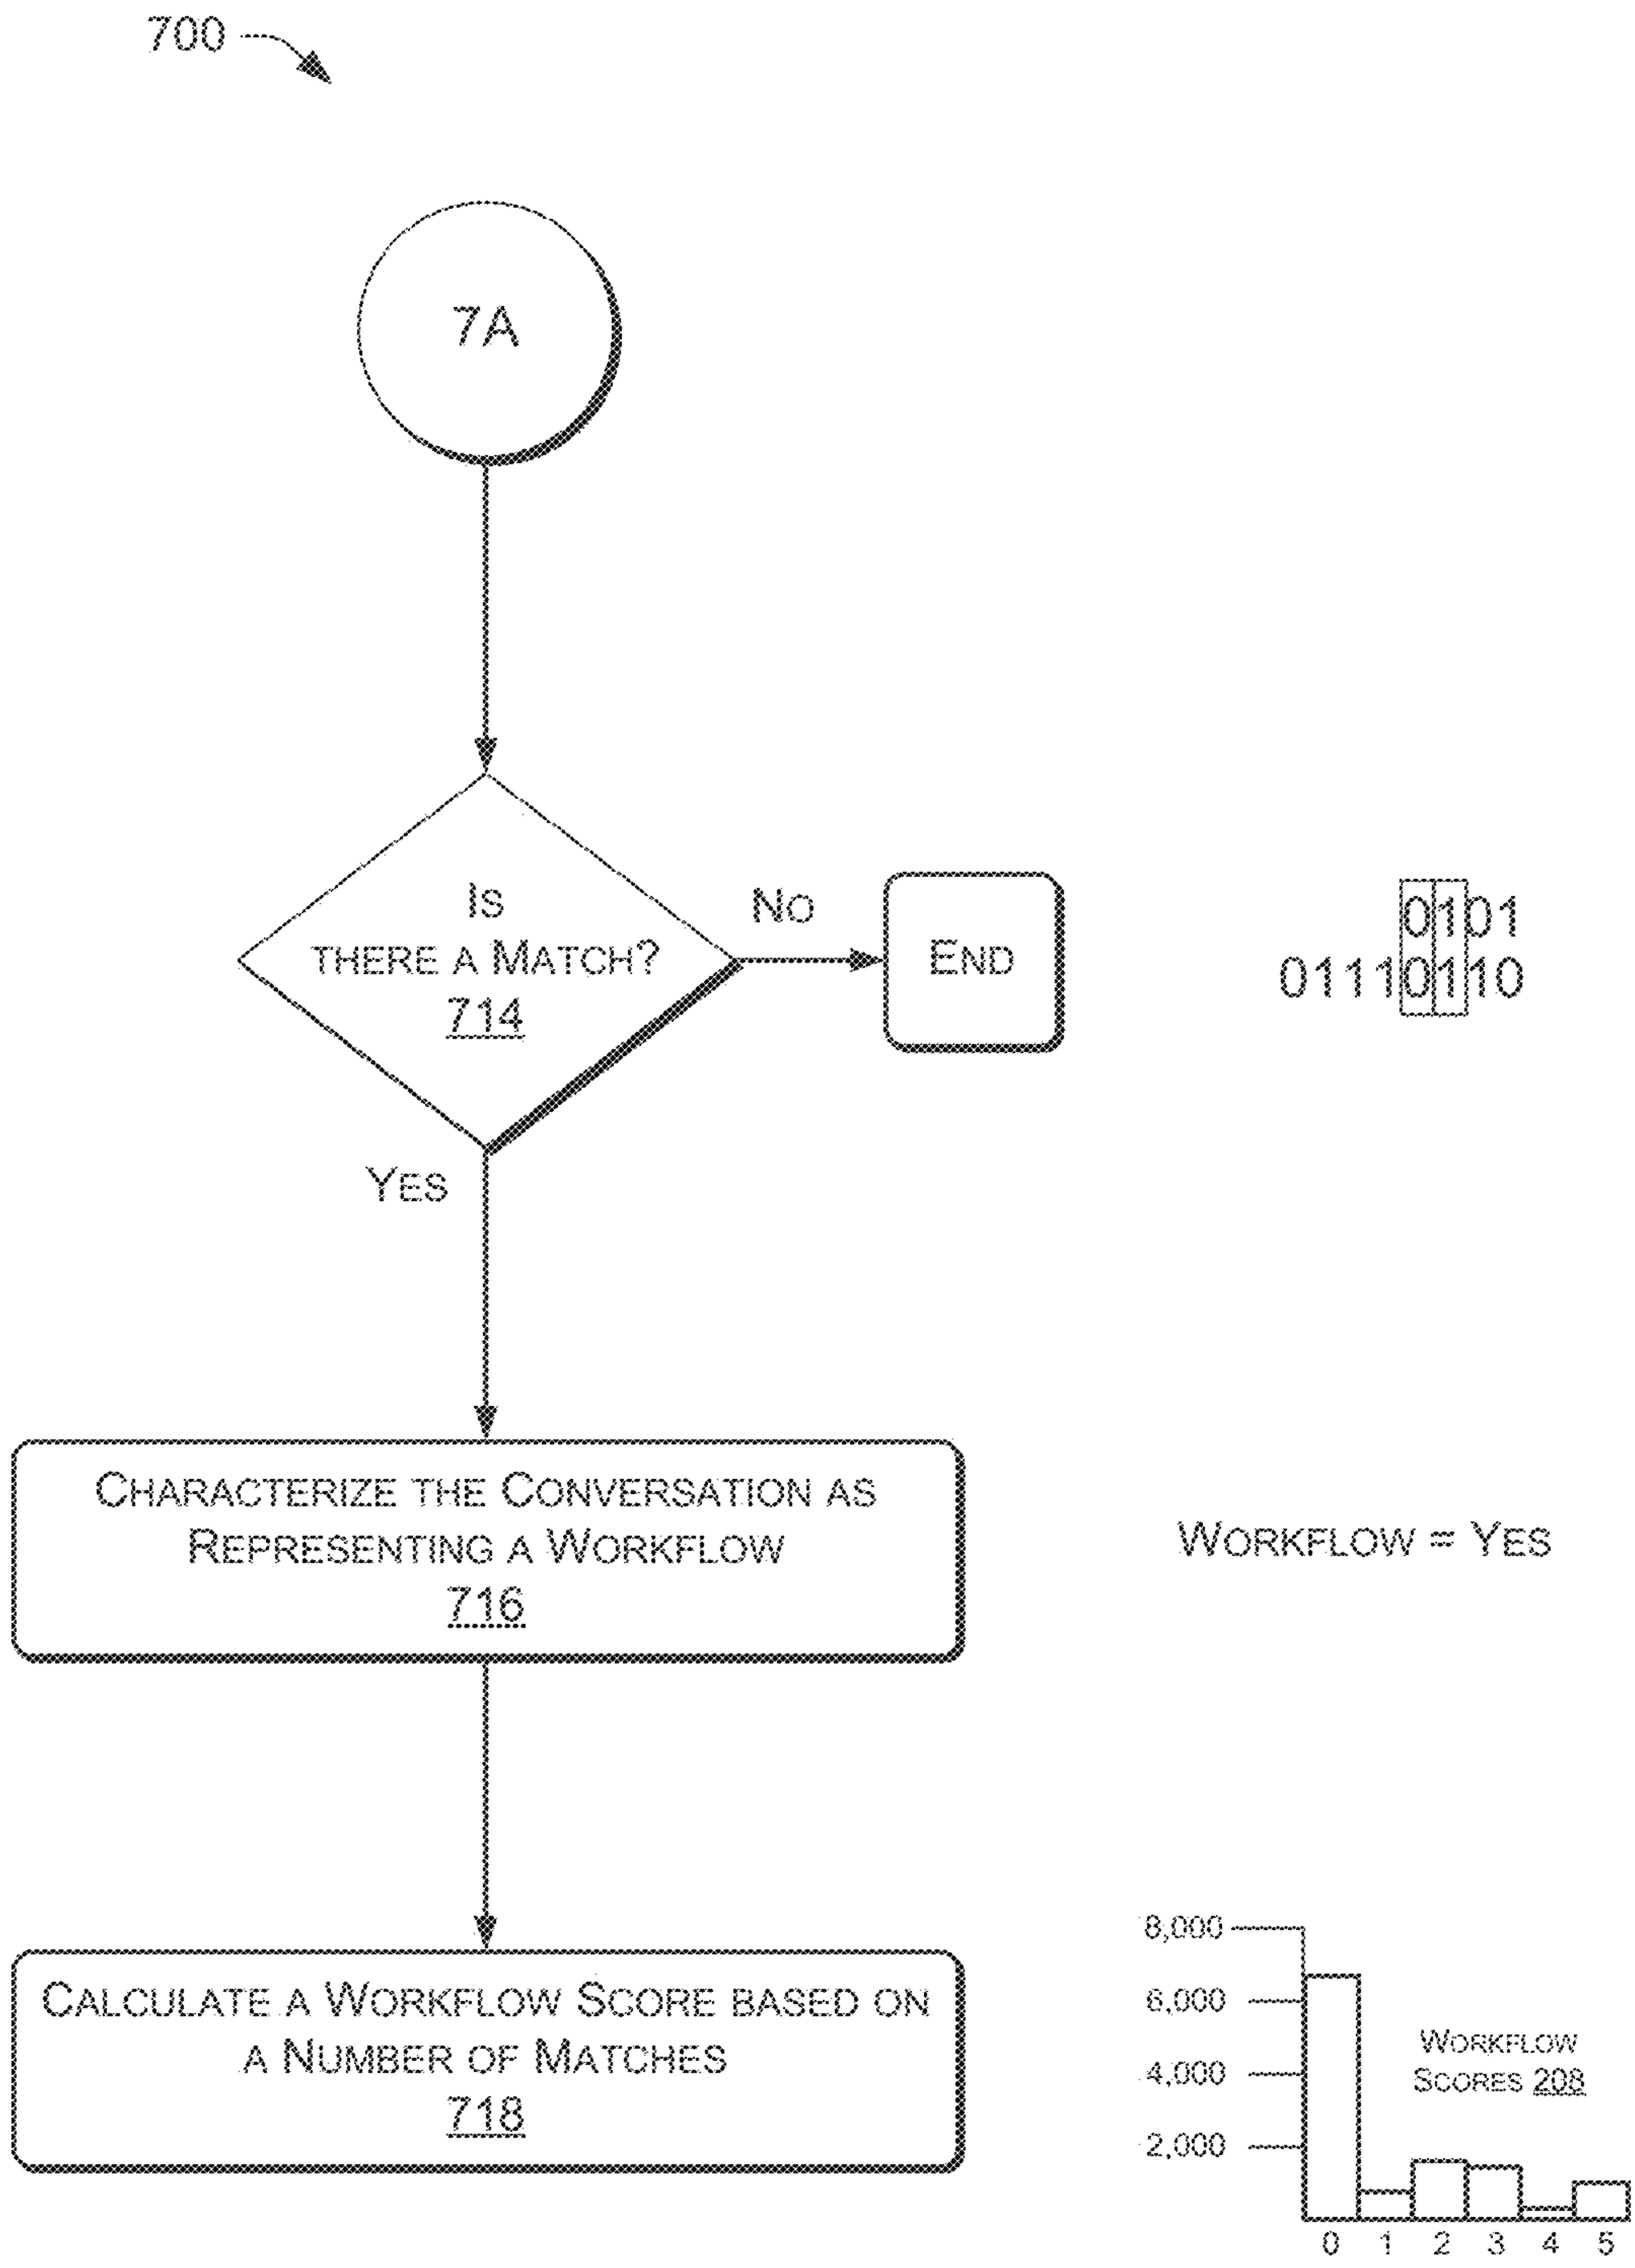 700
7A
IS
THERE A MATCH?
714
NO
END
0101
01110110
YES
CHARACTERIZE THE CONVERSATION AS
REPRESENTING A WORKFLOW
716
WORKFLOW = YES
CALCULATE A WORKFLOW SCORE BASED ON
A NUMBER OF MATCHES
718
8,000
6,000
4,000
2,000
WORKFLOW
SCORES 208
0 1 2 3 4 5